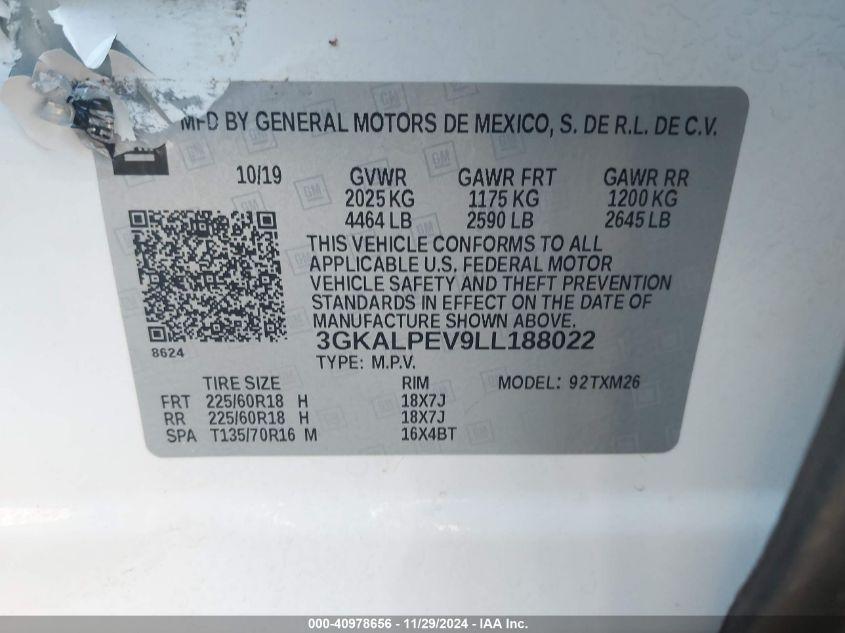 MFD BY GENERAL MOTORS DE MEXICO, S. DE R.L. DE C.V.
10/19 GVWR GAWR FRT GAWR RR
2025 KG 1175 KG 1200 KG
4464 LB 2590 LB 2645 LB
THIS VEHICLE CONFORMS TO ALL
APPLICABLE U.S. FEDERAL MOTOR
VEHICLE SAFETY AND THEFT PREVENTION
STANDARDS IN EFFECT ON THE DATE OF
MANUFACTURE SHOWN ABOVE.
8624
3GKALPEV9LL188022
TYPE: M.P.V.
TIRE SIZE RIM MODEL: 92TXM26
FRT 225/60R18 H 18X7J
RR 225/60R18 H 18X7J
SPA T135/70R16 M 16X4BT
000-40978656 - 11/29/2024 - IAA Inc.